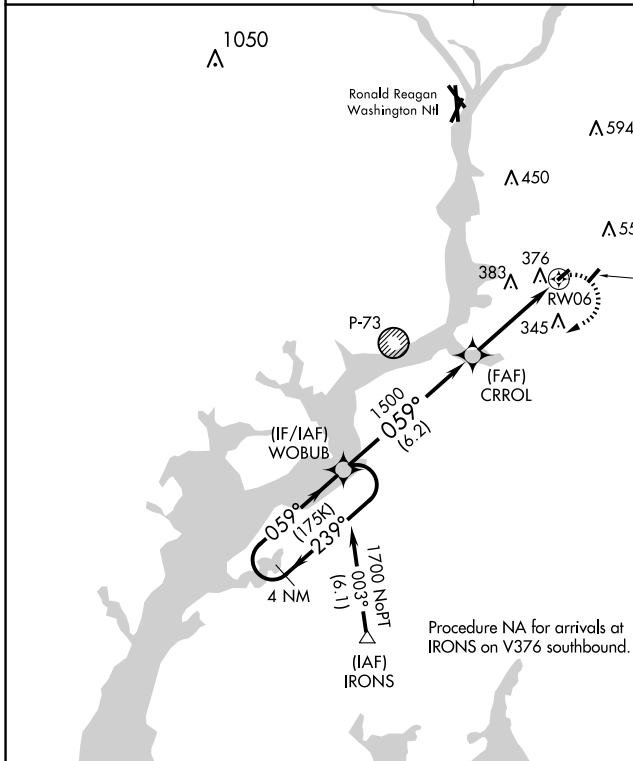 1050
Ronald Reagan
Washington Ntl
594
450
376
383
RW06
345
P-73
(FAF)
CRROL
1500
059°
(6.2)
(IF/IAF)
WOBUB
059°
(175K)
239°
4 NM
1700 NoPT
003°
(6.1)
(IAF)
IRONS
Procedure NA for arrivals at
IRONS on V376 southbound.